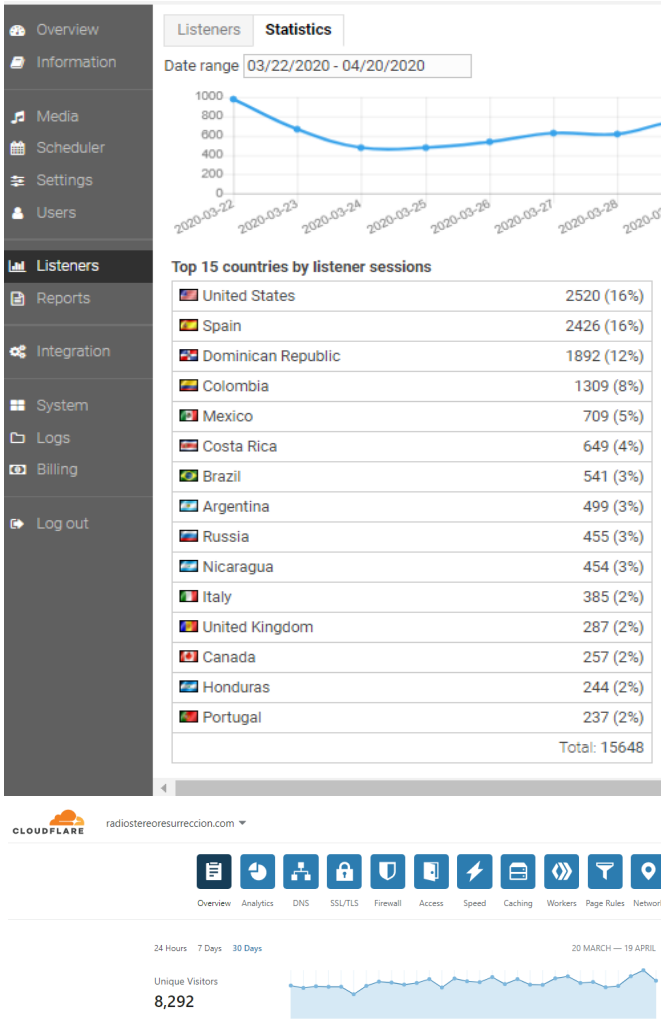 Overview
Information
Media
Scheduler
Settings
Users
Listeners
Reports
Integration
System
Logs
Billing
Log out
Listeners Statistics
Date range 03/22/2020 - 04/20/2020
1000
800
600
400
200
0
2020-03-22 2020-03-23 2020-03-24 2020-03-25 2020-03-26 2020-03-27 2020-03-28 2020-0
Top 15 countries by listener sessions
United States 2520 (16%)
Spain 2426 (16%)
Dominican Republic 1892 (12%)
Colombia 1309 (8%)
Mexico 709 (5%)
Costa Rica 649 (4%)
Brazil 541 (3%)
Argentina 499 (3%)
Russia 455 (3%)
Nicaragua 454 (3%)
Italy 385 (2%)
United Kingdom 287 (2%)
Canada 257 (2%)
Honduras 244 (2%)
Portugal 237 (2%)
Total: 15648
CLOUDFLARE radiostereoresurreccion.com
Overview Analytics DNS SSL/TLS Firewall Access Speed Caching Workers Page Rules Network
24 Hours 7 Days 30 Days 20 MARCH — 19 APRIL
Unique Visitors
8,292